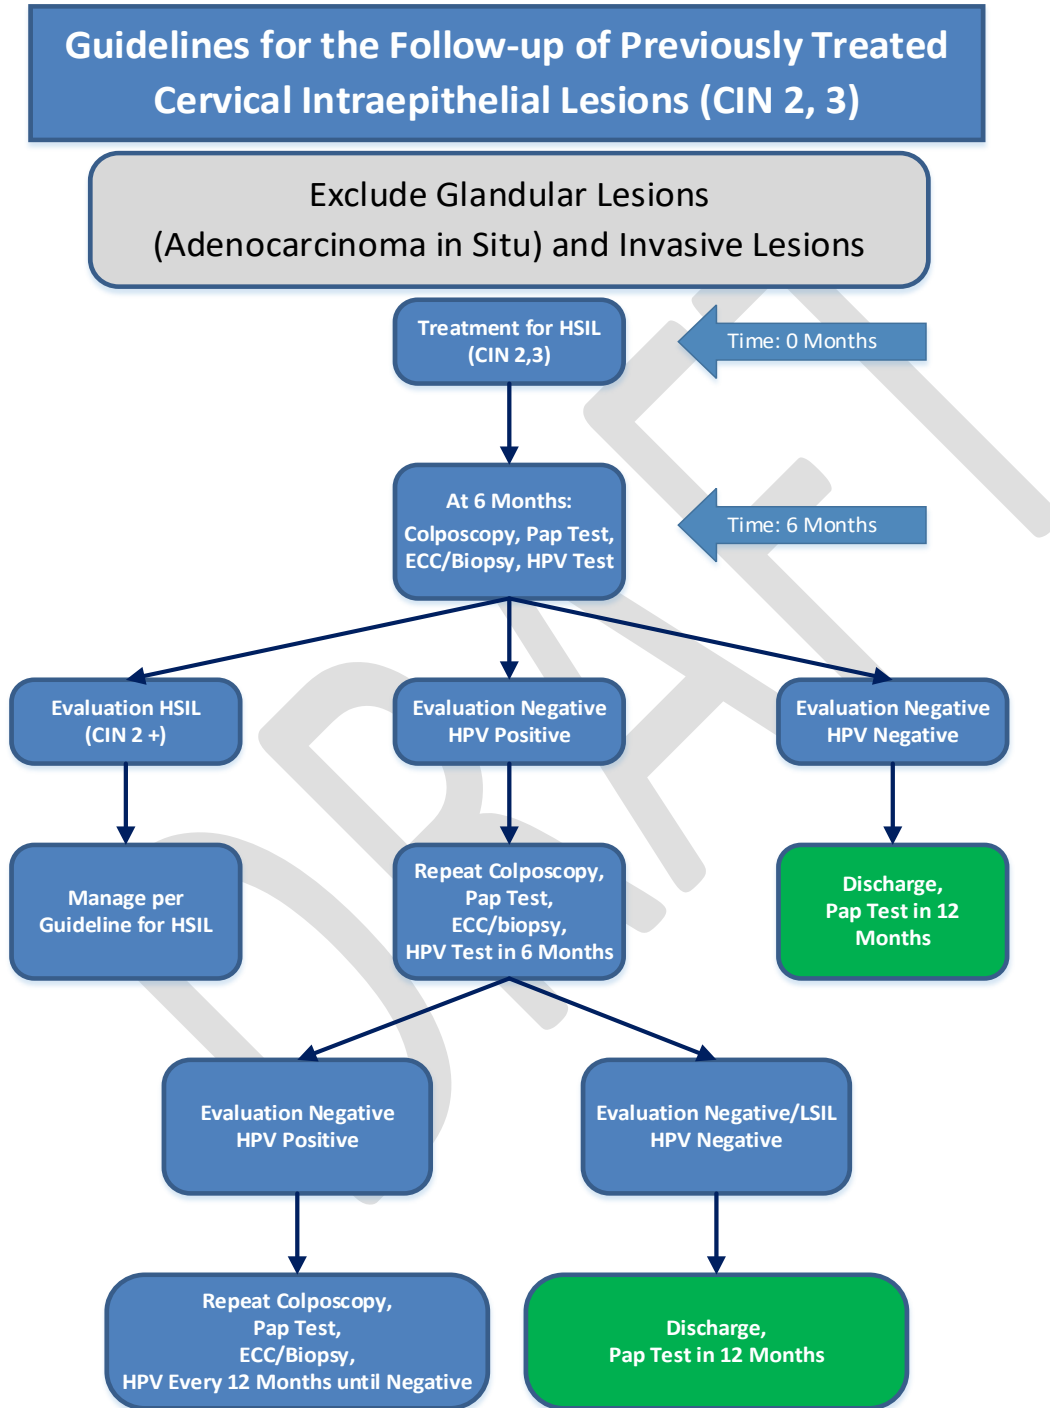 Guidelines for the Follow-up of Previously Treated
Cervical Intraepithelial Lesions (CIN 2, 3)
Exclude Glandular Lesions
(Adenocarcinoma in Situ) and Invasive Lesions
Treatment for HSIL
(CIN 2,3)
Time: 0 Months
At 6 Months:
Colposcopy, Pap Test,
ECC/Biopsy, HPV Test
Time: 6 Months
Evaluation HSIL
(CIN 2 +)
Evaluation Negative
HPV Positive
Evaluation Negative
HPV Negative
Manage per
Guideline for HSIL
Repeat Colposcopy,
Pap Test,
ECC/biopsy,
HPV Test in 6 Months
Discharge,
Pap Test in 12
Months
Evaluation Negative
HPV Positive
Evaluation Negative/LSIL
HPV Negative
Repeat Colposcopy,
Pap Test,
ECC/Biopsy,
HPV Every 12 Months until Negative
Discharge,
Pap Test in 12 Months
DRAFT